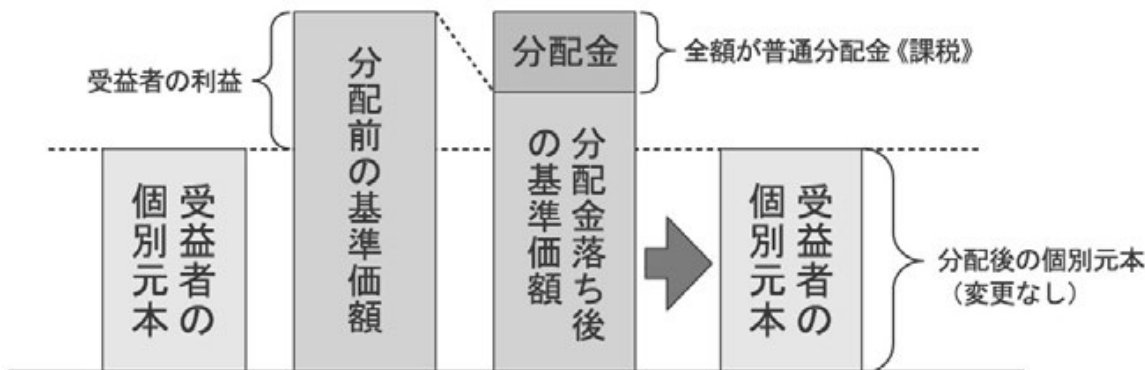 受益者の利益
受益者の
個別元本
分配前の基準価額
分配金
全額が普通分配金《課税》
分配金落ち後
の基準価額
受益者の
個別元本
分配後の個別元本
（変更なし）